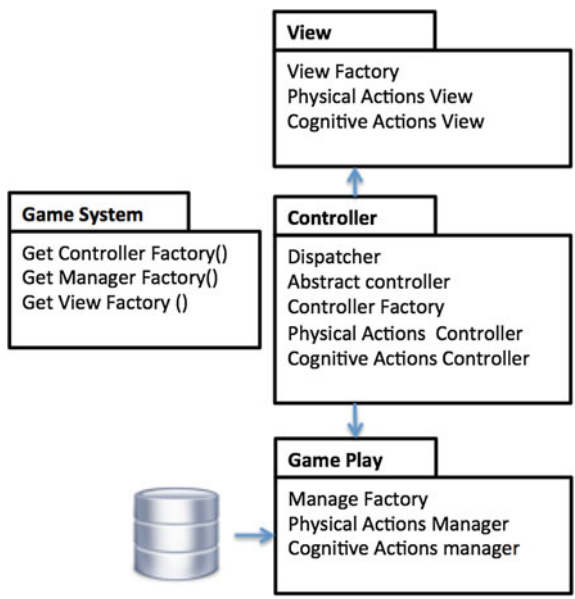 View
View Factory
Physical Actions View
Cognitive Actions View
Game System
Get Controller Factory()
Get Manager Factory()
Get View Factory ()
Controller
Dispatcher
Abstract controller
Controller Factory
Physical Actions Controller
Cognitive Actions Controller
Game Play
Manage Factory
Physical Actions Manager
Cognitive Actions manager